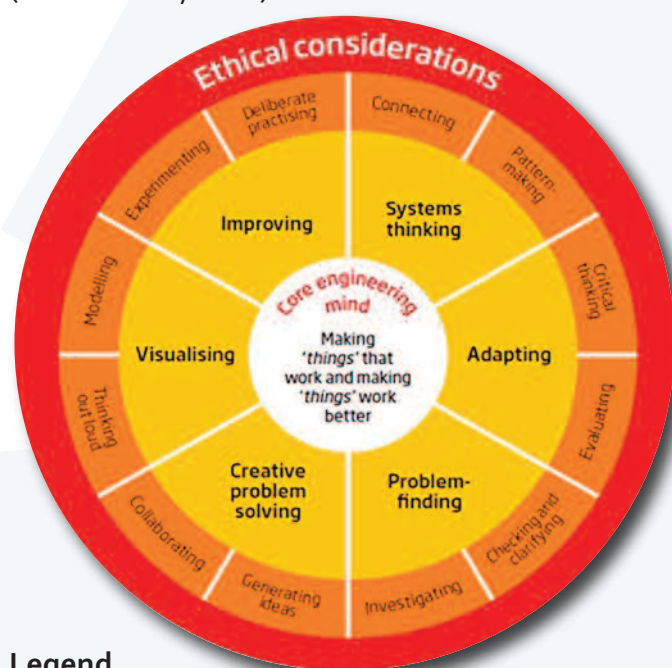 Ethical considerations
Deliberate
practising
Connecting
Pattern-
making
Critical
thinking
Evaluating
Checking and
clarifying
Investigating
Generating
ideas
Collaborating
Thinking
out loud
Modelling
Experimenting
Improving
Systems
thinking
Adapting
Problem-
finding
Creative
problem
solving
Visualising
Core engineering
mind
Making
'things' that
work and making
'things' work
better
Legend